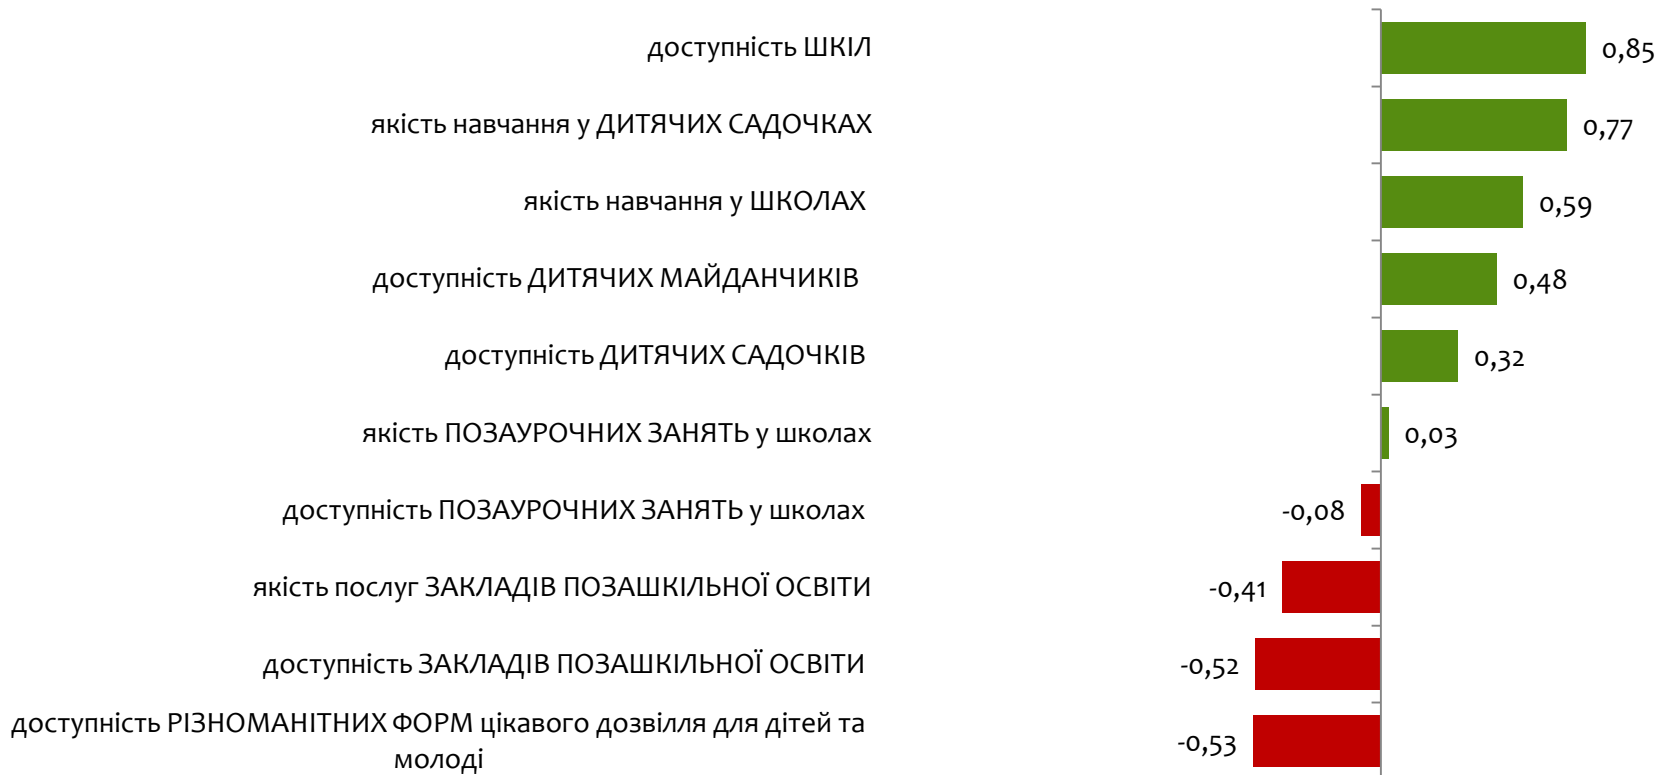 доступність ШКІЛ 0,85
якість навчання у ДИТЯЧИХ САДОЧКАХ 0,77
якість навчання у ШКОЛАХ 0,59
доступність ДИТЯЧИХ МАЙДАНЧИКІВ 0,48
доступність ДИТЯЧИХ САДОЧКІВ 0,32
якість ПОЗАУРОЧНИХ ЗАНЯТЬ у школах 0,03
доступність ПОЗАУРОЧНИХ ЗАНЯТЬ у школах -0,08
якість послуг ЗАКЛАДІВ ПОЗАШКІЛЬНОЇ ОСВІТИ -0,41
доступність ЗАКЛАДІВ ПОЗАШКІЛЬНОЇ ОСВІТИ -0,52
доступність РІЗНОМАНІТНИХ ФОРМ цікавого дозвілля для дітей та
молоді -0,53